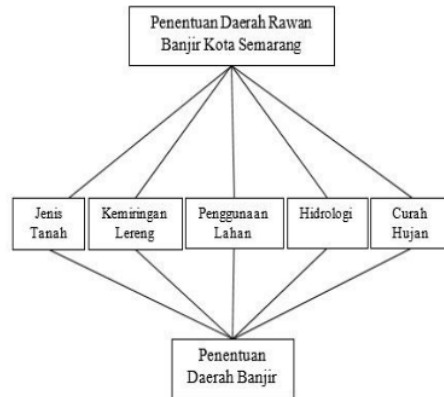 Penentuan Daerah Rawan
Banjir Kota Semarang
Jenis
Tanah
Kemiringan
Lereng
Penggunaan
Lahan
Hidrologi
Curah
Hujan
Penentuan
Daerah Banjir